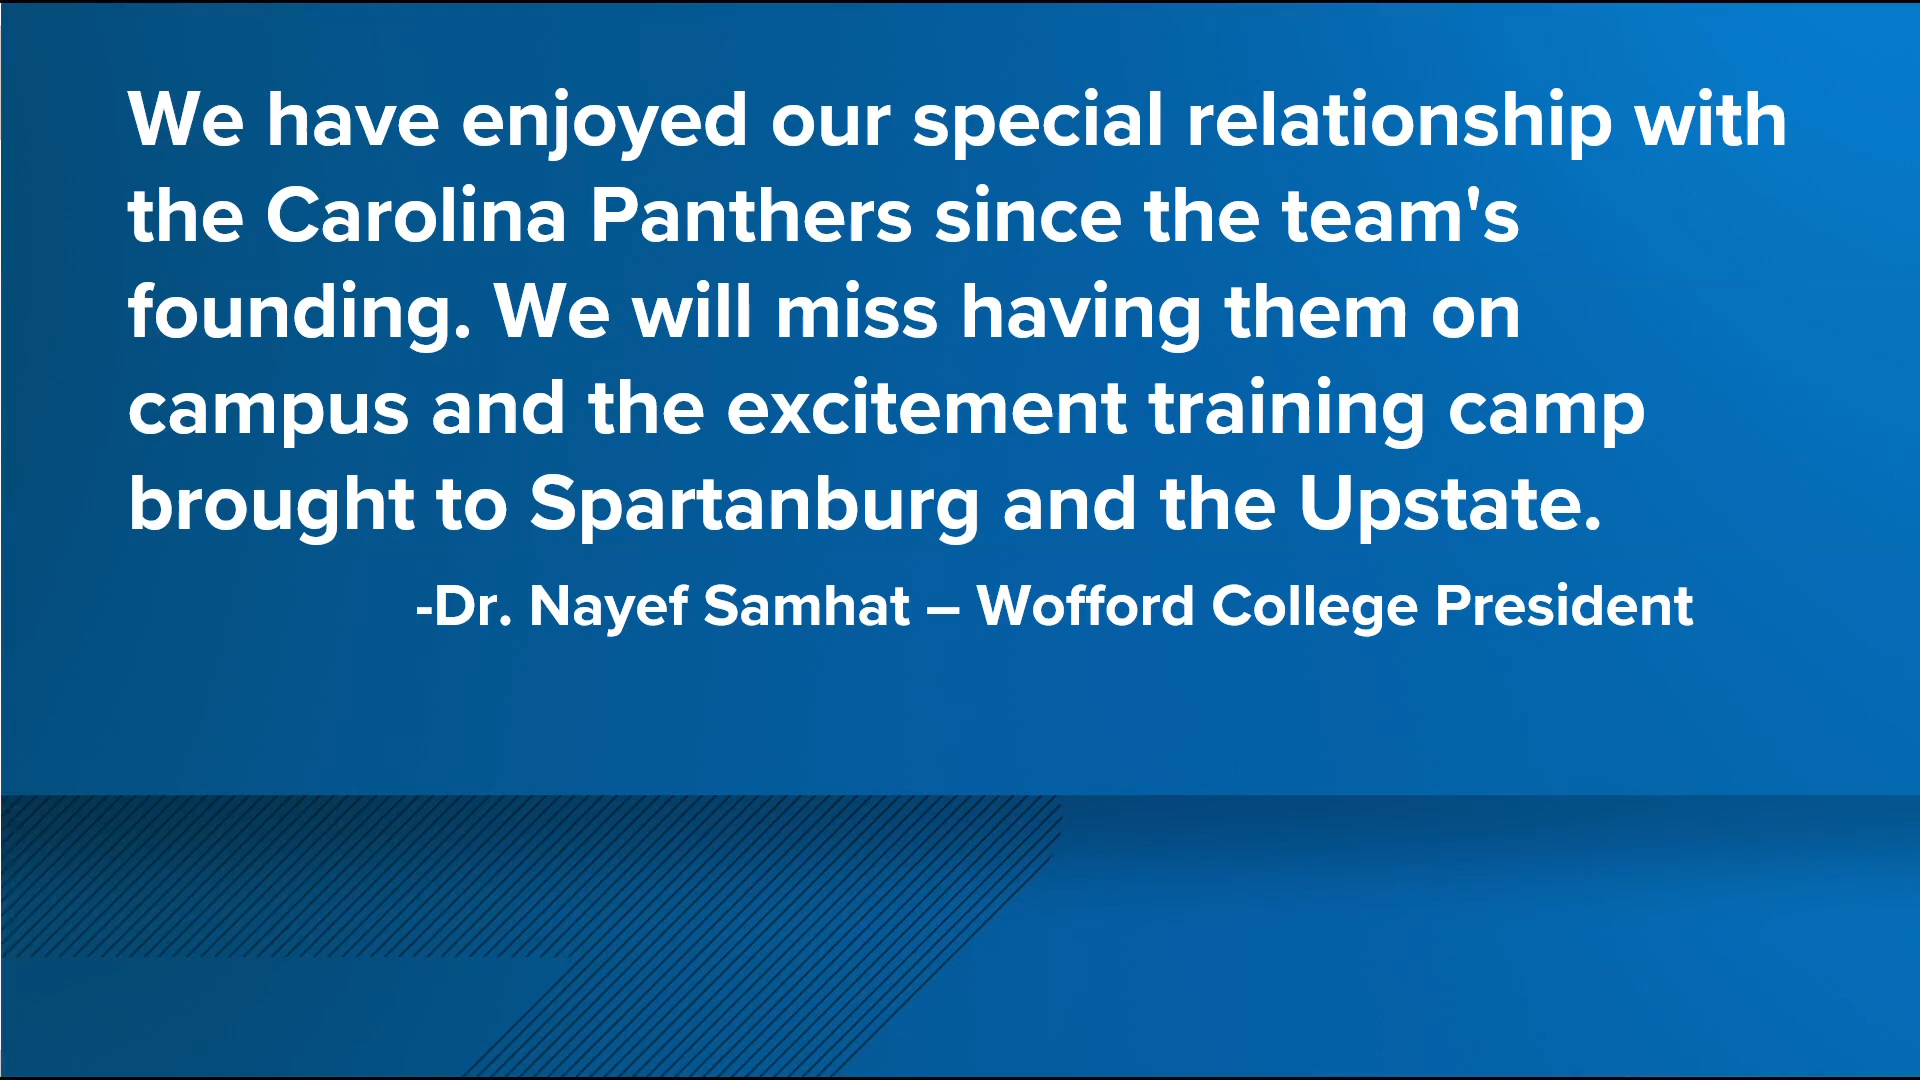 We have enjoyed our special relationship with
the Carolina Panthers since the team's
founding. We will miss having them on
campus and the excitement training camp
brought to Spartanburg and the Upstate.
-Dr. Nayef Samhat – Wofford College President